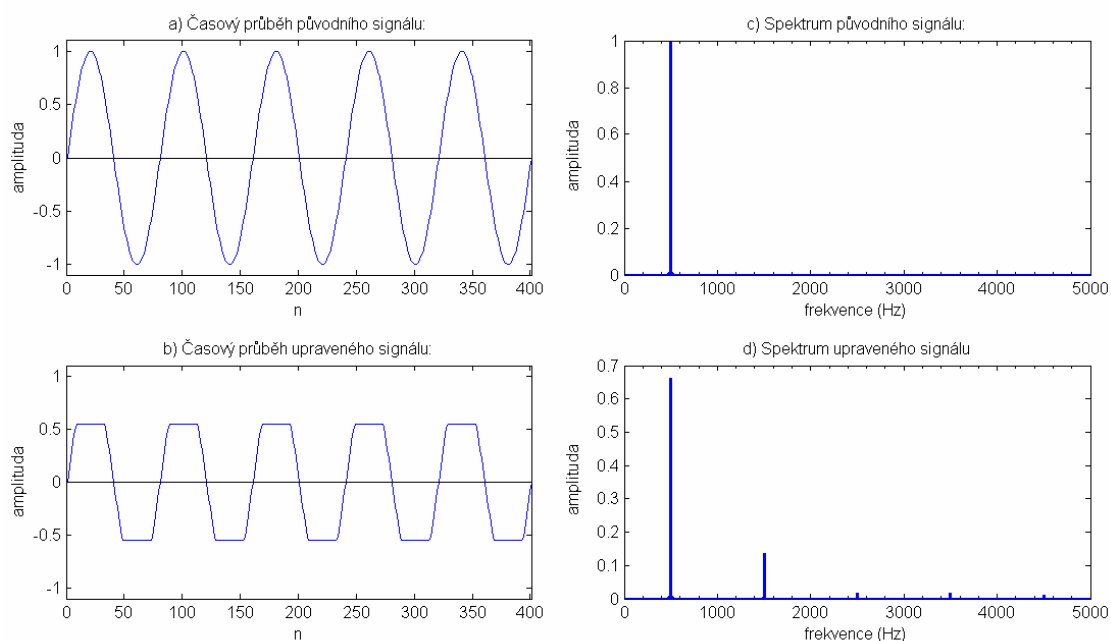 a) Časový průběh původního signálu:
1
0.5
0
-0.5
-1
amplituda
0 50 100 150 200 250 300 350 400
n
c) Spektrum původního signálu:
1
0.8
0.6
0.4
0.2
0
amplituda
0 1000 2000 3000 4000 5000
frekvence (Hz)
b) Časový průběh upraveného signálu:
1
0.5
0
-0.5
-1
amplituda
0 50 100 150 200 250 300 350 400
n
d) Spektrum upraveného signálu
0.7
0.6
0.5
0.4
0.3
0.2
0.1
0
amplituda
0 1000 2000 3000 4000 5000
frekvence (Hz)